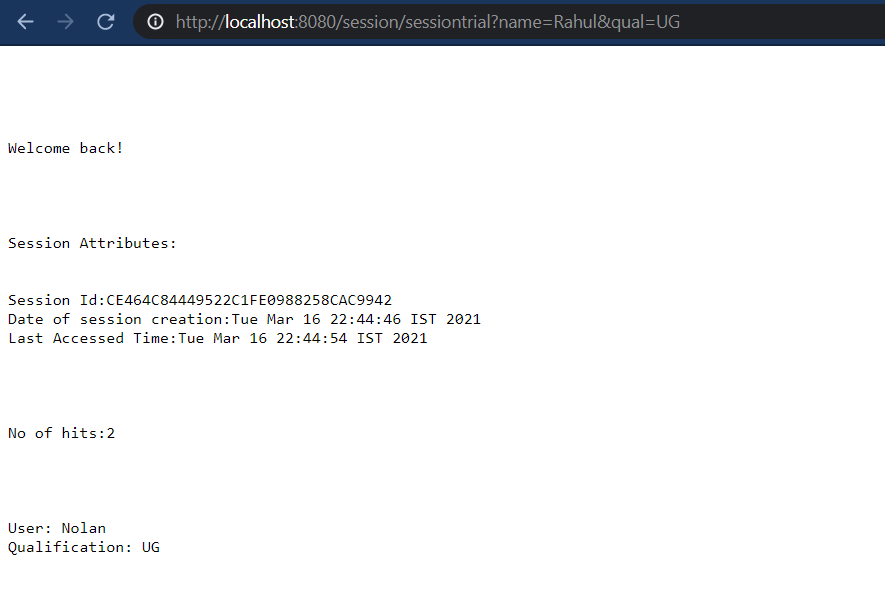 http://localhost:8080/session/sessiontrial?name=Rahul&qual=UG
Welcome back!
Session Attributes:
Session Id:CE464C84449522C1FE0988258CAC9942
Date of session creation:Tue Mar 16 22:44:46 IST 2021
Last Accessed Time:Tue Mar 16 22:44:54 IST 2021
No of hits:2
User: Nolan
Qualification: UG